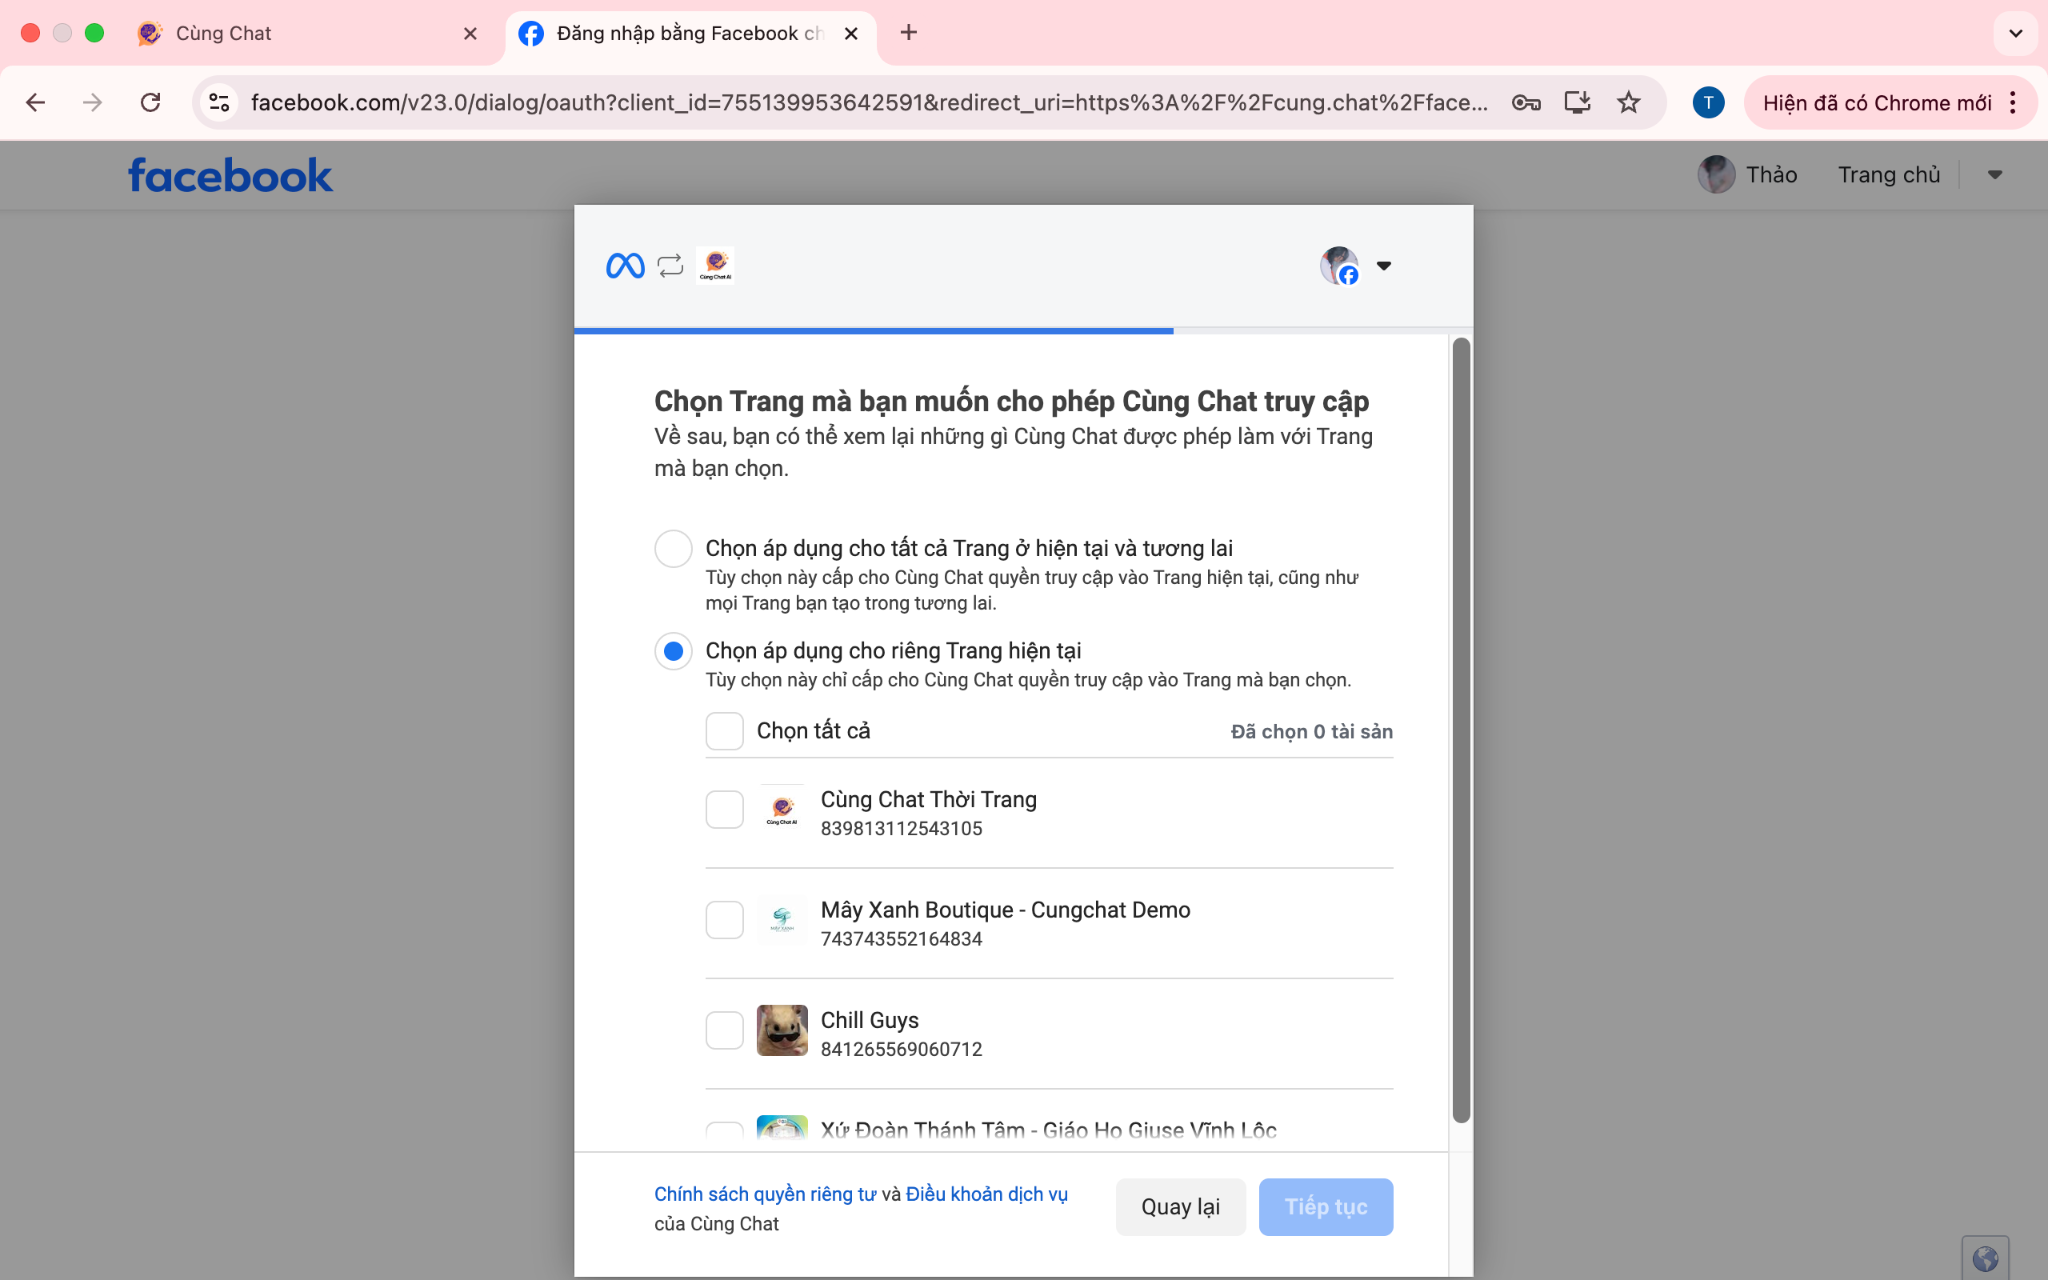 Cùng Chat
Đăng nhập bằng Facebook ch
facebook.com/v23.0/dialog/oauth?client_id=755139953642591&redirect_uri=https%3A%2F%2Fcung.chat%2Fface...
T
Hiện đã có Chrome mới
facebook
Thảo
Trang chủ
Cùng Chat AI
Chọn Trang mà bạn muốn cho phép Cùng Chat truy cập
Về sau, bạn có thể xem lại những gì Cùng Chat được phép làm với Trang
mà bạn chọn.
Chọn áp dụng cho tất cả Trang ở hiện tại và tương lai
Tùy chọn này cấp cho Cùng Chat quyền truy cập vào Trang hiện tại, cũng như
mọi Trang bạn tạo trong tương lai.
Chọn áp dụng cho riêng Trang hiện tại
Tùy chọn này chỉ cấp cho Cùng Chat quyền truy cập vào Trang mà bạn chọn.
Chọn tất cả
Đã chọn 0 tài sản
Cùng Chat AI
Cùng Chat Thời Trang
839813112543105
MÂY XANH
Mây Xanh Boutique - Cungchat Demo
743743552164834
Chill Guys
841265569060712
Xứ Đoàn Thánh Tâm - Giáo Họ Giuse Vĩnh Lộc
Chính sách quyền riêng tư và Điều khoản dịch vụ
của Cùng Chat
Quay lại
Tiếp tục